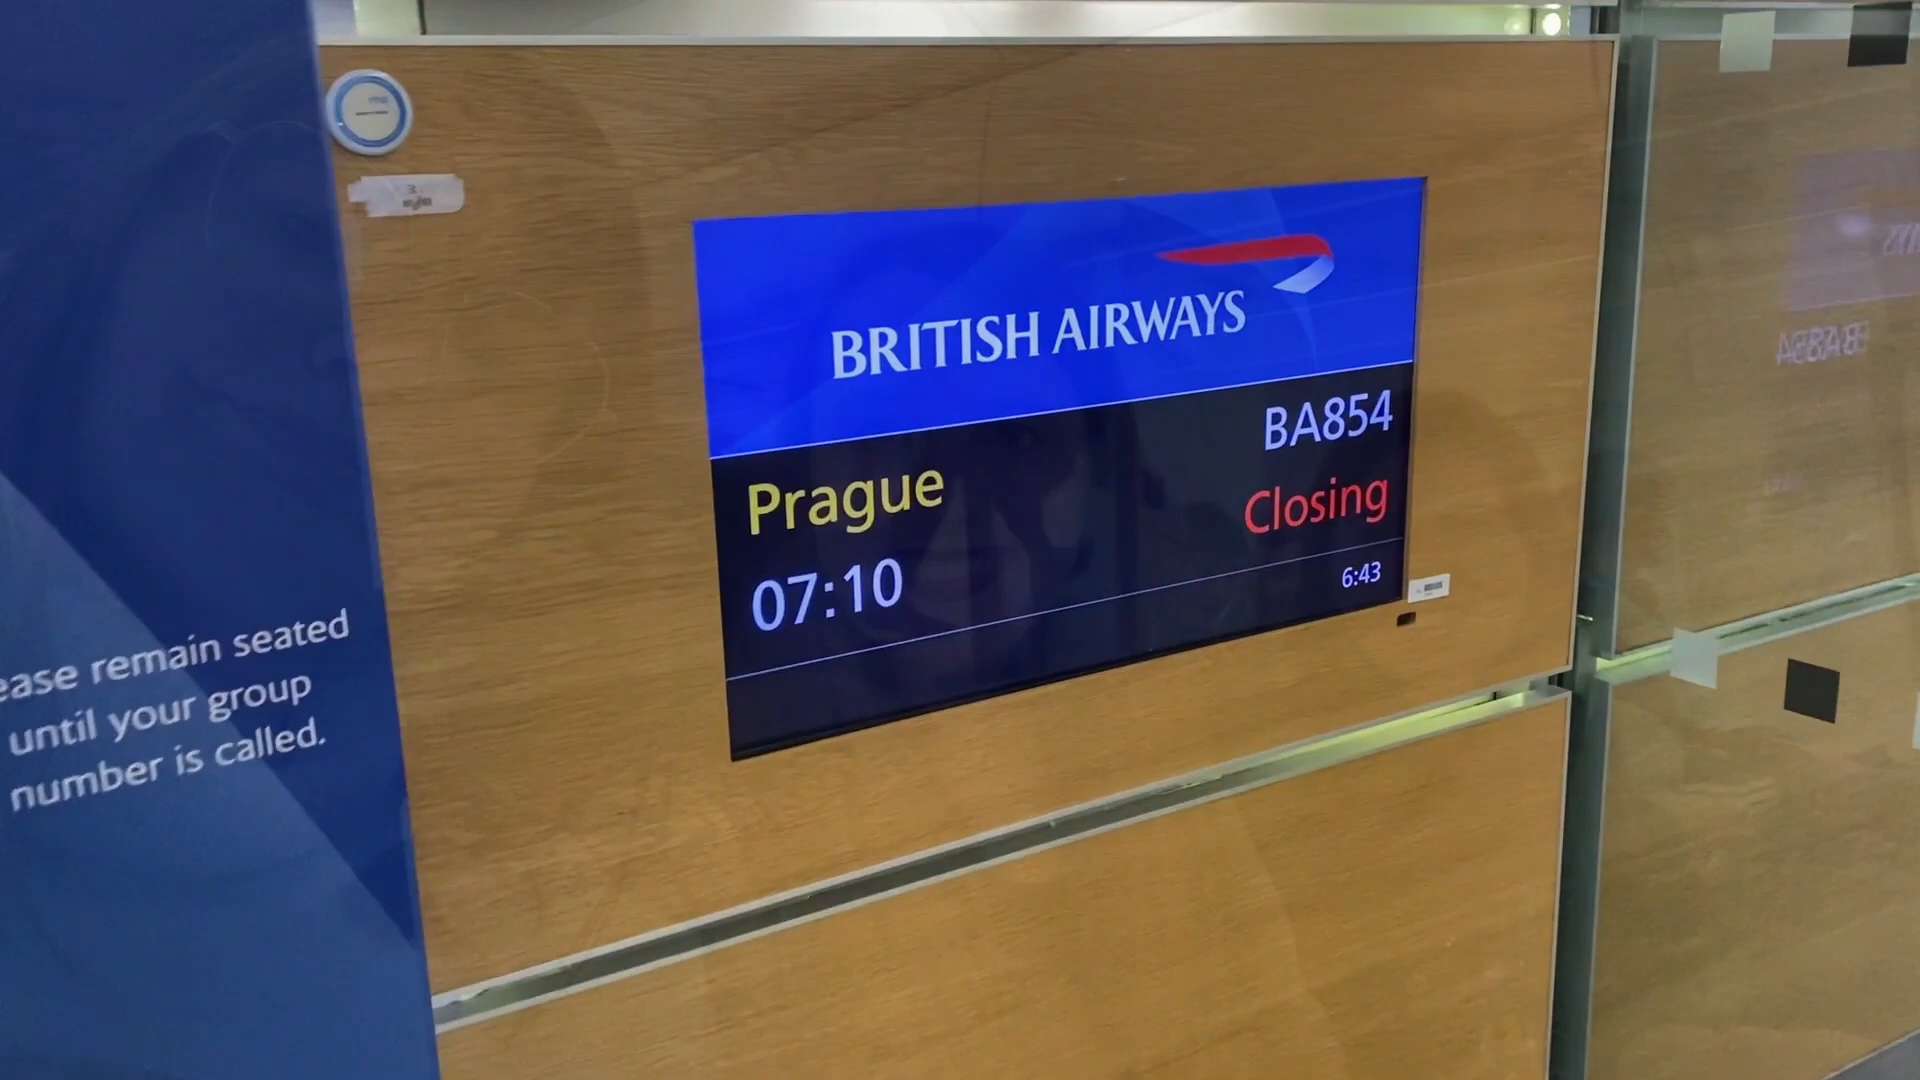 BRITISH AIRWAYS
BA854
Prague
Closing
07:10
6:43
ease remain seated
until your group
number is called.